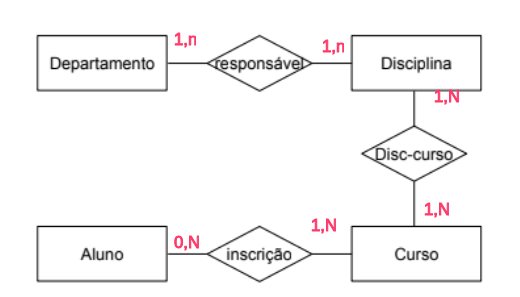 1,n
1,n
Departamento
responsável
Disciplina
1,N
Disc-curso
1,N
1,N
0,N
Aluno
inscrição
Curso